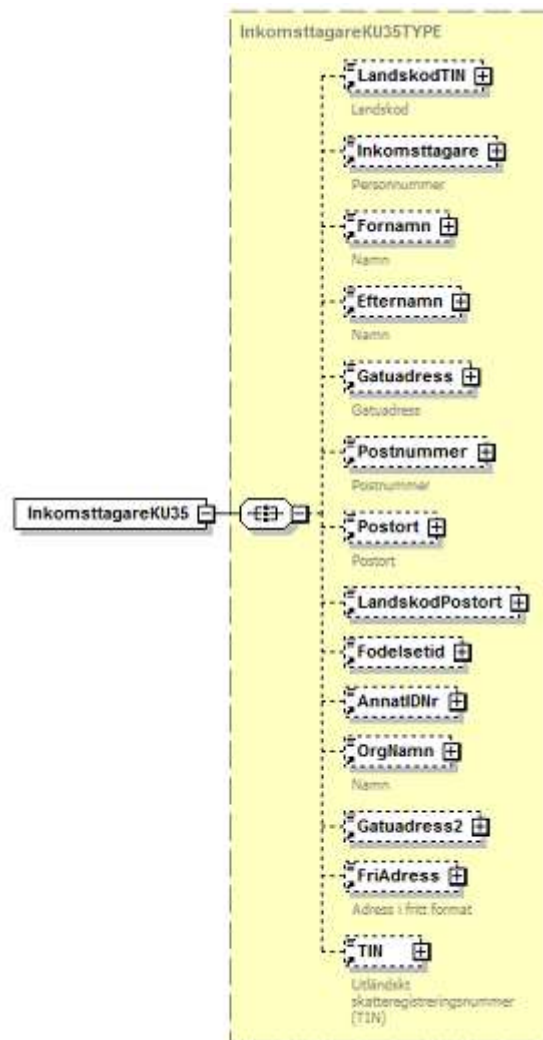 InkomsttagareKU35TYPE
LandskodTIN
Landskod
Inkomsttagare
Personnummer
Fornamn
Namn
Efternamn
Namn
Gatuadress
Gatuadress
Postnummer
Postnummer
InkomsttagareKU35
Postort
Postort
LandskodPostort
Fodelsetid
AnnatIDNr
OrgNamn
Namn
Gatuadress2
FriAdress
Adress i fritt format
TIN
Utländskt
skatteregistreringsnummer
(TIN)